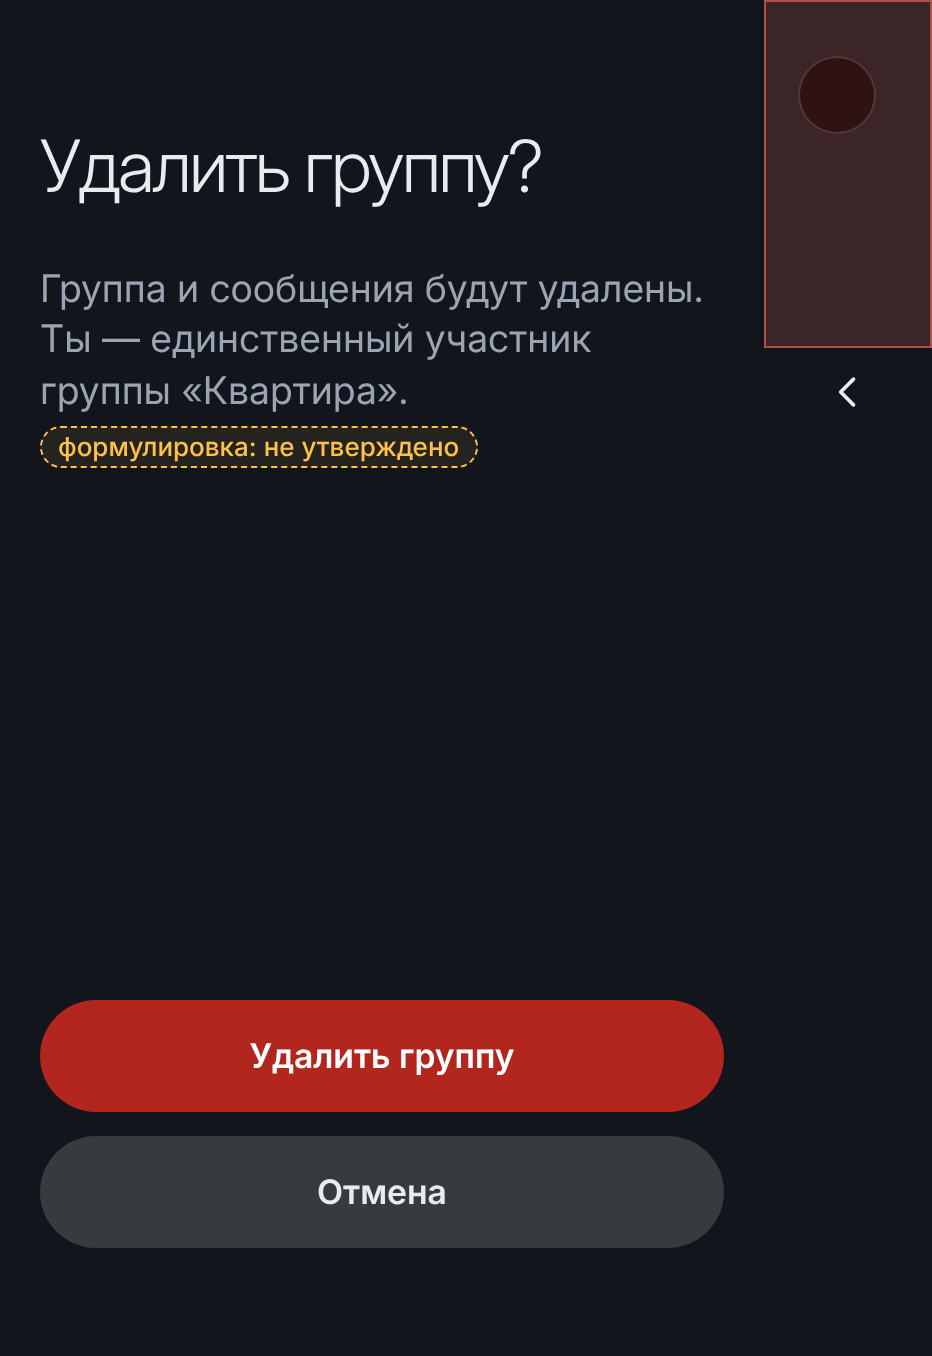 Удалить группу?
Группа и сообщения будут удалены.
Ты — единственный участник
группы «Квартира».
формулировка: не утверждено
Удалить группу
Отмена